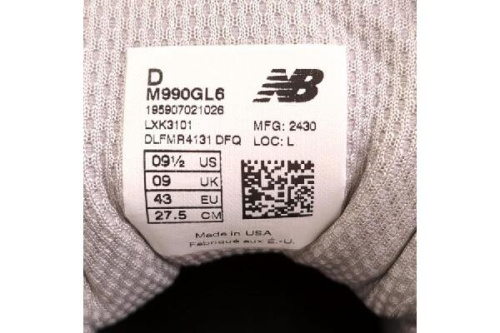 D
M990GL6
NB
195907021026
LXK3101 MFG: 2430
DLFMR4131 DFQ LOC: L
09½ US
09 UK
43 EU
27.5 CM
Made in USA
Fabriqué aux É.-U.